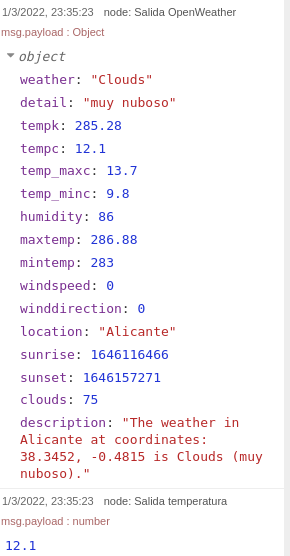 1/3/2022, 23:35:23 node: Salida OpenWeather
msg.payload : Object
object
weather: "Clouds"
detail: "muy nuboso"
tempk: 285.28
tempc: 12.1
temp_maxc: 13.7
temp_minc: 9.8
humidity: 86
maxtemp: 286.88
mintemp: 283
windspeed: 0
winddirection: 0
location: "Alicante"
sunrise: 1646116466
sunset: 1646157271
clouds: 75
description: "The weather in
Alicante at coordinates:
38.3452, -0.4815 is Clouds (muy
nuboso)."
1/3/2022, 23:35:23 node: Salida temperatura
msg.payload : number
12.1